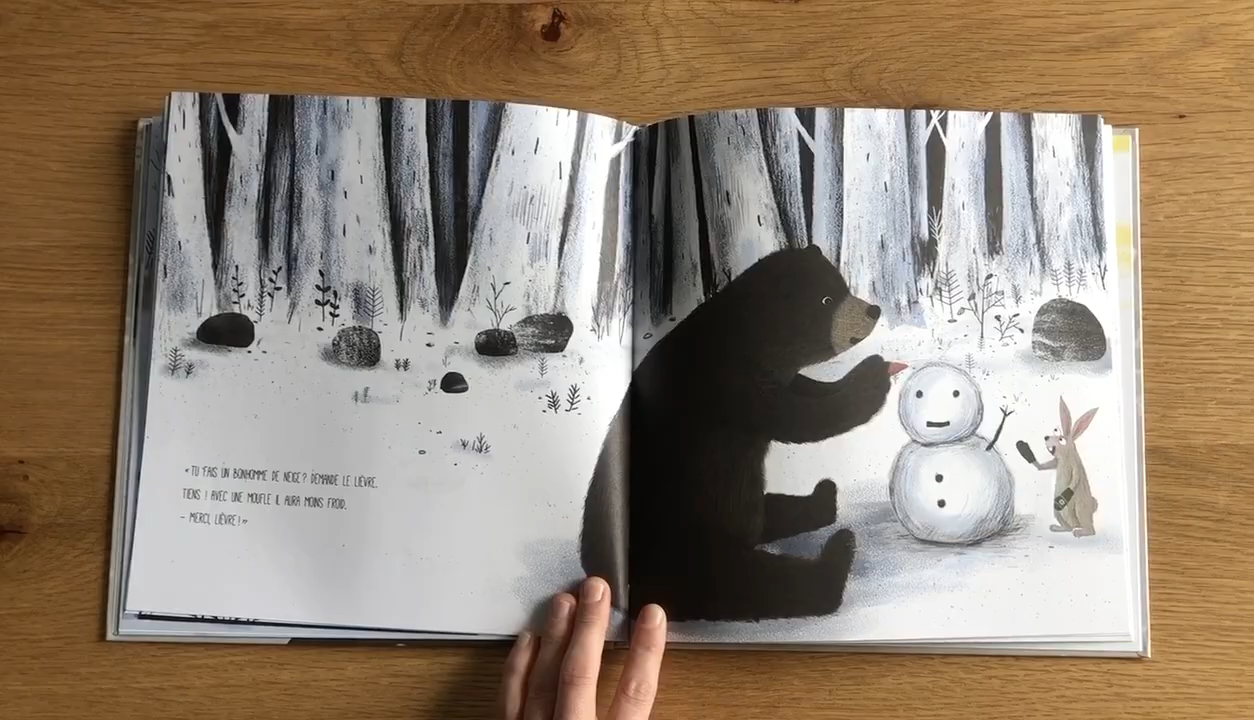 « TU FAIS UN BONHOMME DE NEIGE ? DEMANDE LE LIÈVRE.
TIENS ! AVEC UNE MOUFLE IL AURA MOINS FROID.
– MERCI, LIÈVRE ! »